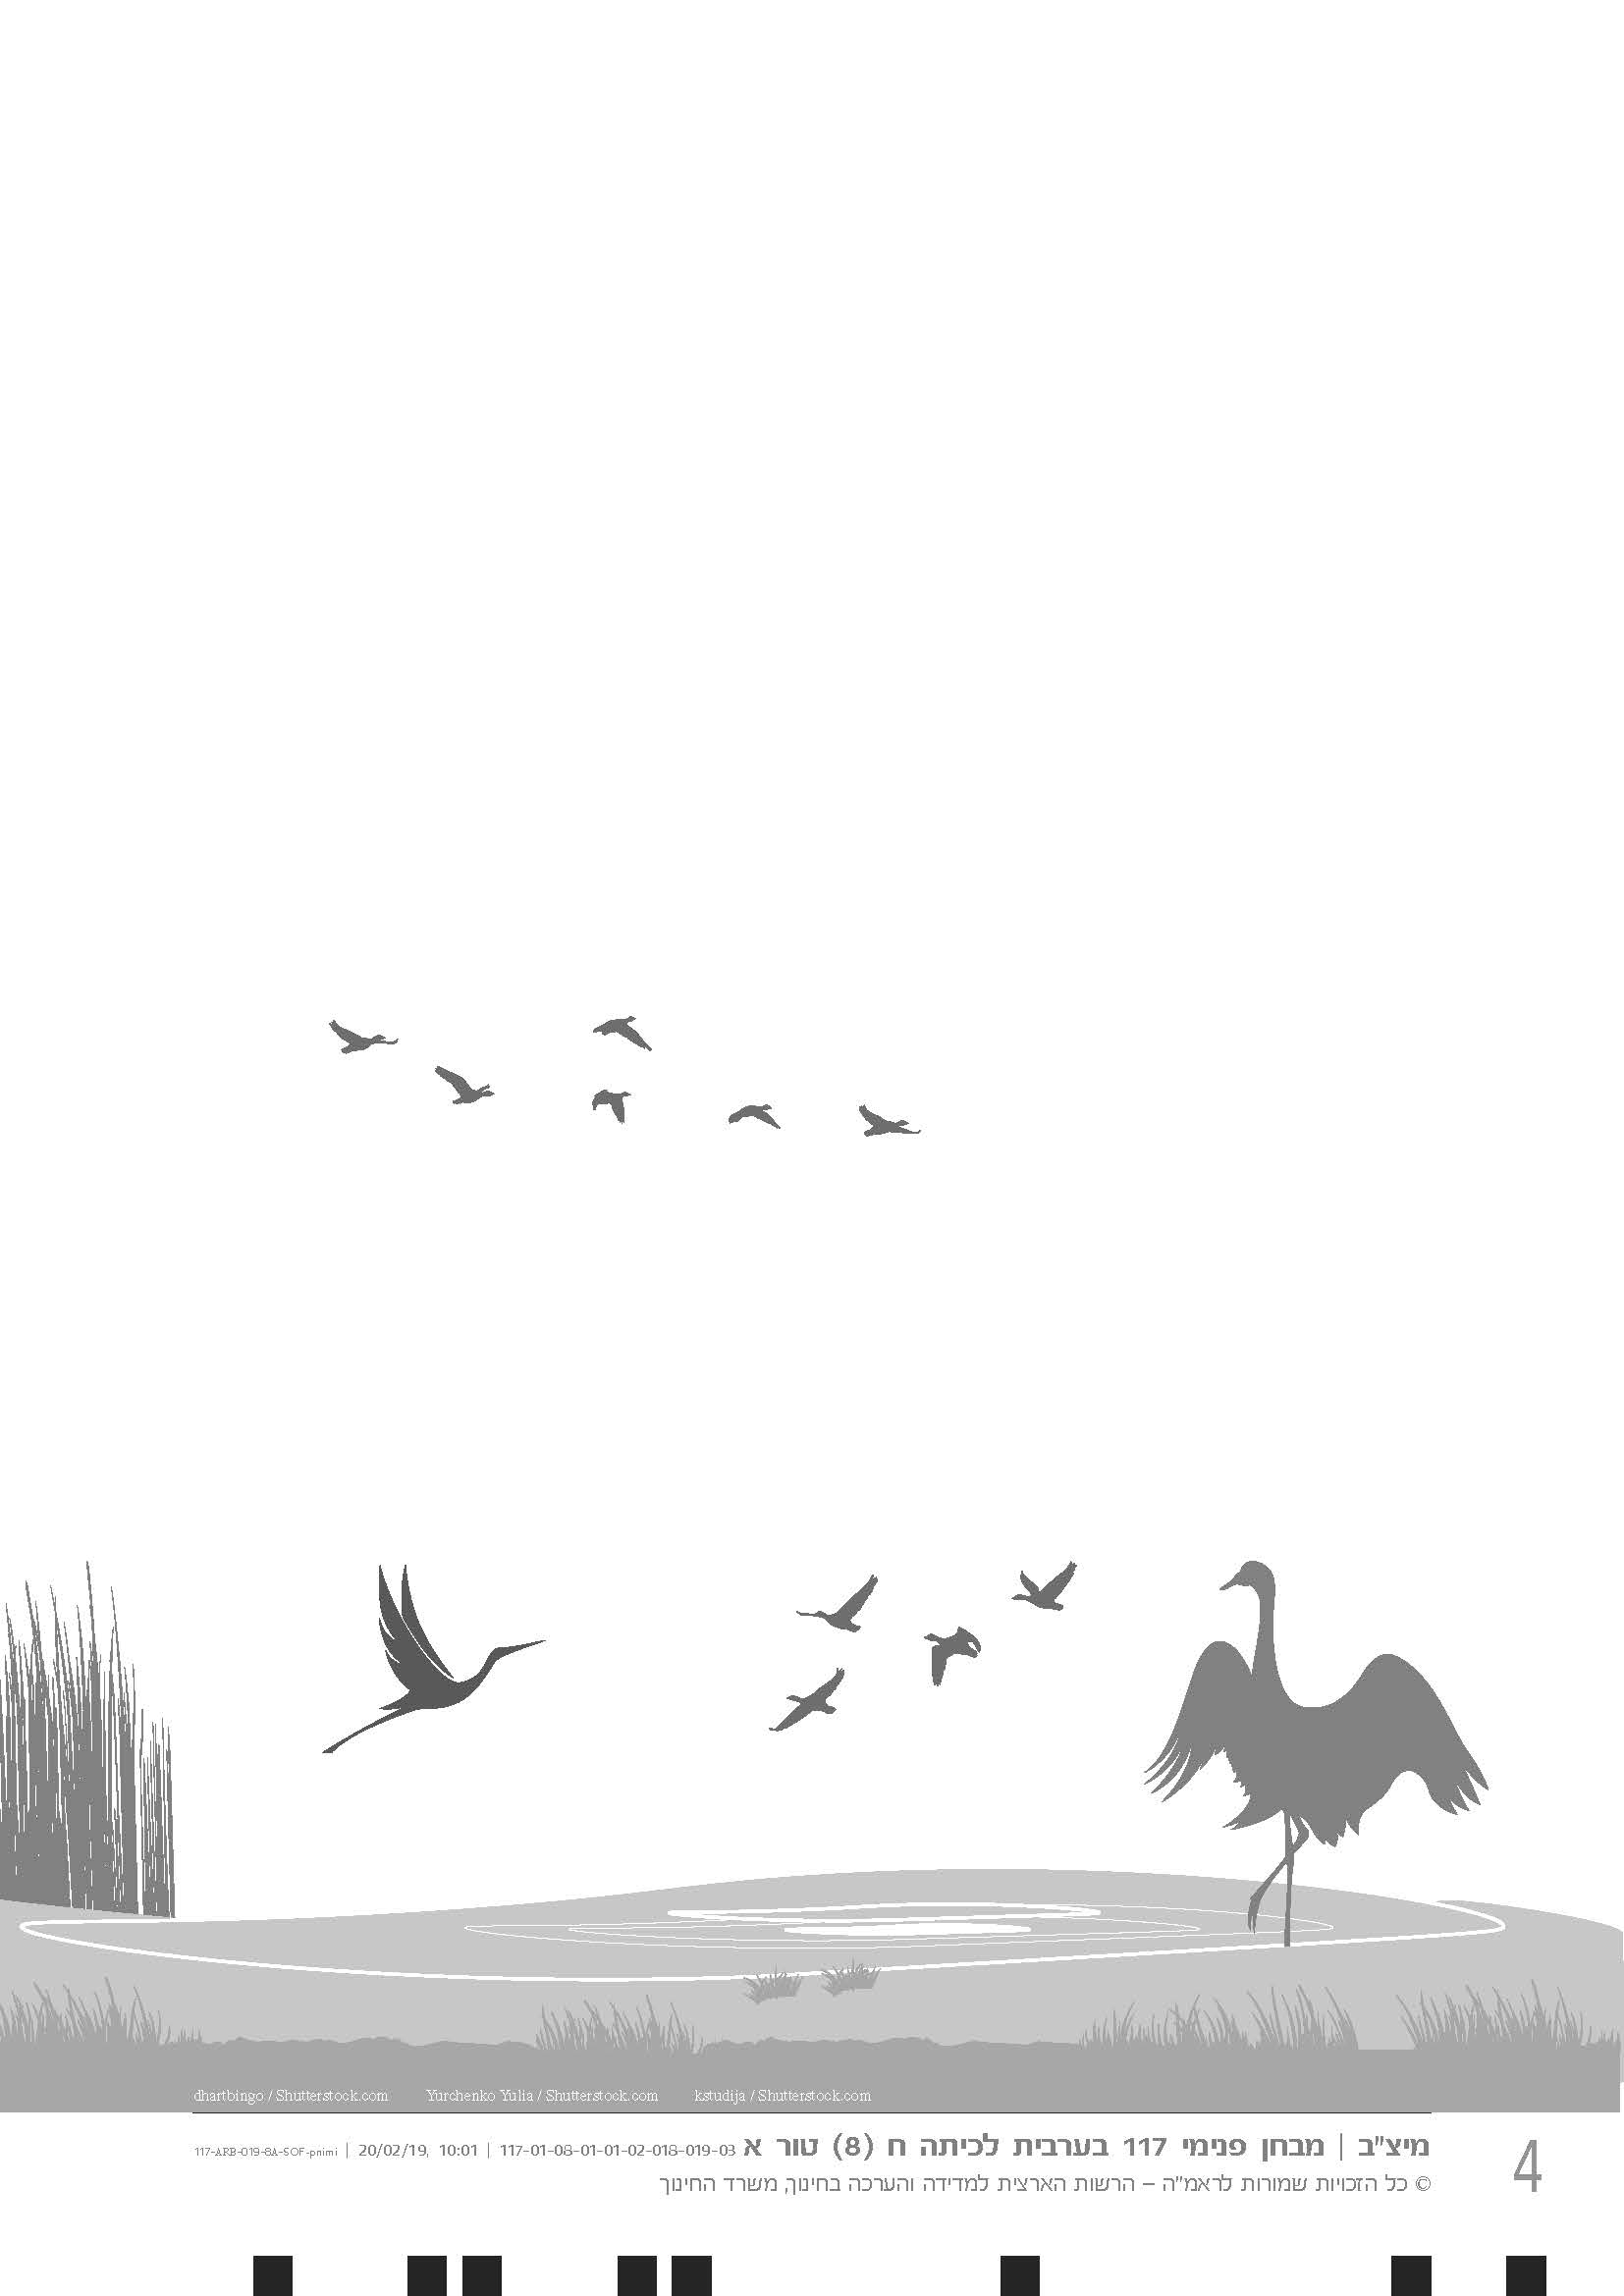 dhartbingo / Shutterstock.com Yurchenko Yulia / Shutterstock.com kstudija / Shutterstock.com
מיצ"ב | מבחן פנימי 117 בערבית לכיתה ח (8) טור א 117-01-08-01-01-02-018-019-03 | 20/02/19, 10:01 | 117-ARB-019-8A-SOF-pnimi
© כל הזכויות שמורות לראמ"ה – הרשות הארצית למדידה והערכה בחינוך, משרד החינוך
4